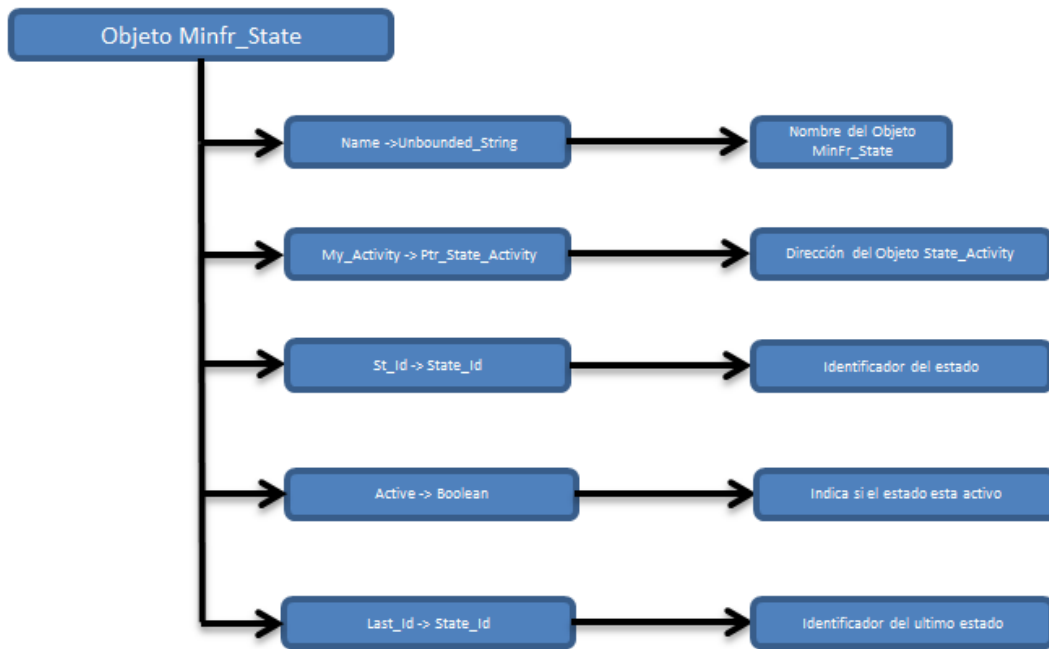 Objeto Minfr_State
Name ->Unbounded_String
Nombre del Objeto
MinFr_State
My_Activity -> Ptr_State_Activity
Dirección del Objeto State_Activity
St_Id -> State_Id
Identificador del estado
Active -> Boolean
Indica si el estado esta activo
Last_Id -> State_Id
Identificador del ultimo estado